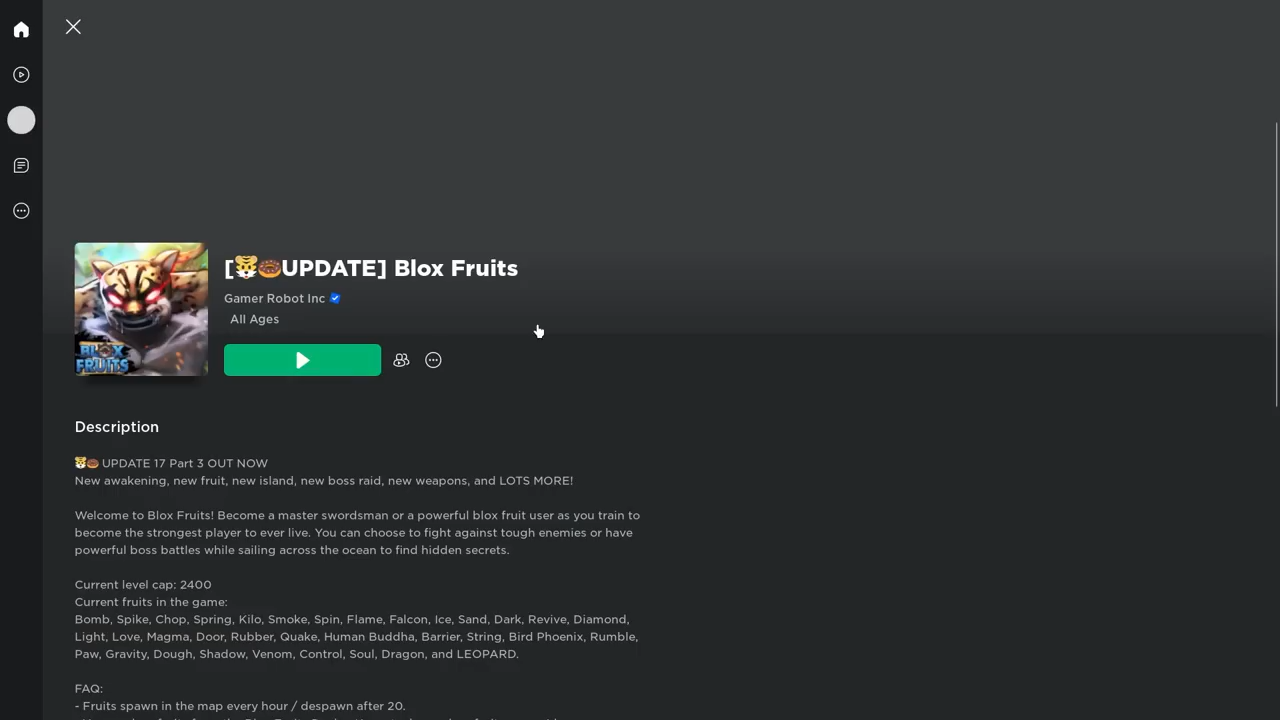 [🐯🍩UPDATE] Blox Fruits
Gamer Robot Inc
All Ages
BLOX
FRUITS
Description
🐯🍩 UPDATE 17 Part 3 OUT NOW
New awakening, new fruit, new island, new boss raid, new weapons, and LOTS MORE!
Welcome to Blox Fruits! Become a master swordsman or a powerful blox fruit user as you train to
become the strongest player to ever live. You can choose to fight against tough enemies or have
powerful boss battles while sailing across the ocean to find hidden secrets.
Current level cap: 2400
Current fruits in the game:
Bomb, Spike, Chop, Spring, Kilo, Smoke, Spin, Flame, Falcon, Ice, Sand, Dark, Revive, Diamond,
Light, Love, Magma, Door, Rubber, Quake, Human Buddha, Barrier, String, Bird Phoenix, Rumble,
Paw, Gravity, Dough, Shadow, Venom, Control, Soul, Dragon, and LEOPARD.
FAQ:
- Fruits spawn in the map every hour / despawn after 20.